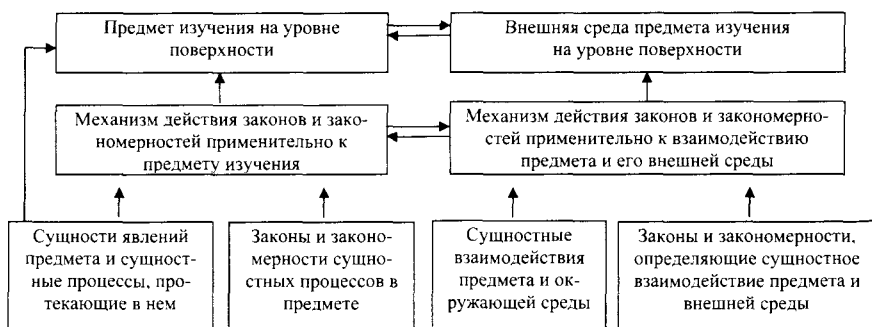 Предмет изучения на уровне
поверхности
Внешняя среда предмета изучения
на уровне поверхности
Механизм действия законов и зако-
номерностей применительно к
предмету изучения
Механизм действия законов и закономерно-
стей применительно к взаимодействию
предмета и его внешней среды
Сущности явлений
предмета и сущност-
ные процессы, про-
текающие в нем
Законы и законо-
мерности сущно-
стных процессов в
предмете
Сущностные
взаимодействия
предмета и ок-
ружающей среды
Законы и закономерности,
определяющие сущностное
взаимодействие предмета и
внешней среды